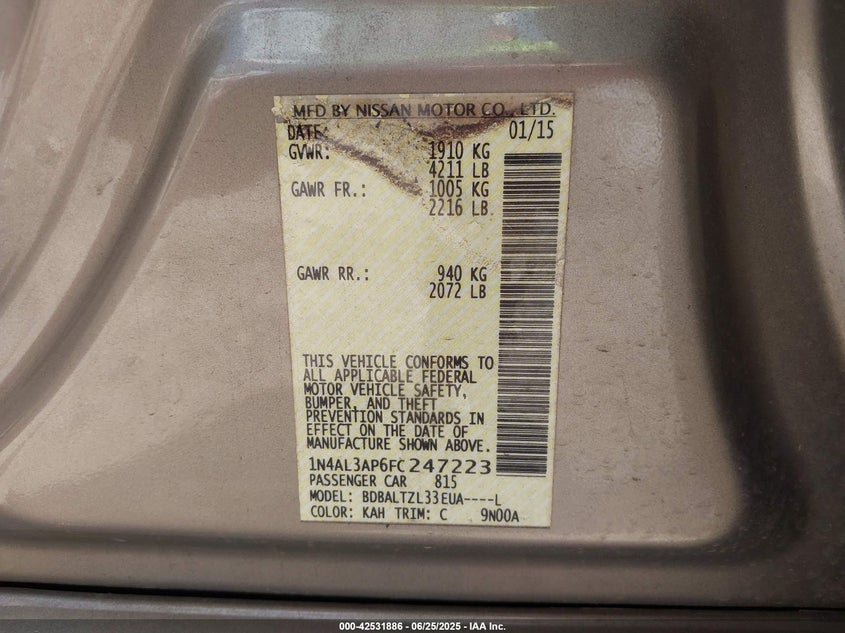 MFD BY NISSAN MOTOR CO., LTD.
DATE: 01/15
GVWR: 1910 KG
4211 LB
GAWR FR.: 1005 KG
2216 LB
GAWR RR.: 940 KG
2072 LB
THIS VEHICLE CONFORMS TO
ALL APPLICABLE FEDERAL
MOTOR VEHICLE SAFETY,
BUMPER, AND THEFT
PREVENTION STANDARDS IN
EFFECT ON THE DATE OF
MANUFACTURE SHOWN ABOVE.
1N4AL3AP6FC247223
PASSENGER CAR 815
MODEL: BDBALTZL33EUA----L
COLOR: KAH TRIM: C 9N00A
000-42531886 - 06/25/2025 - IAA Inc.